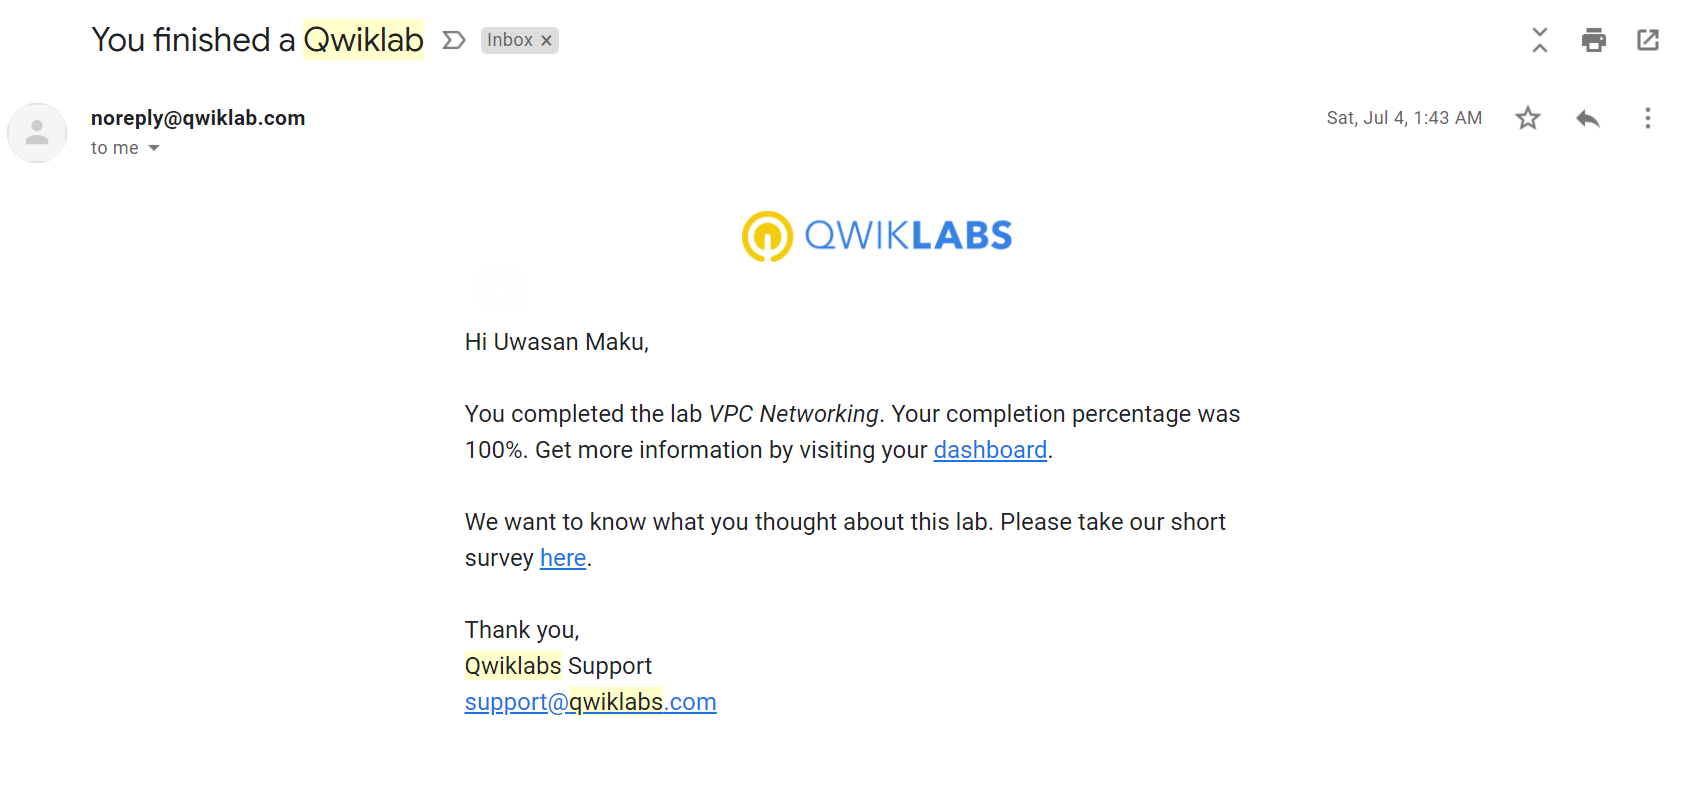 You finished a Qwiklab Inbox ×
noreply@qwiklab.com Sat, Jul 4, 1:43 AM
to me
QWIKLABS
Hi Uwasan Maku,
You completed the lab VPC Networking. Your completion percentage was
100%. Get more information by visiting your dashboard.
We want to know what you thought about this lab. Please take our short
survey here.
Thank you,
Qwiklabs Support
support@qwiklabs.com